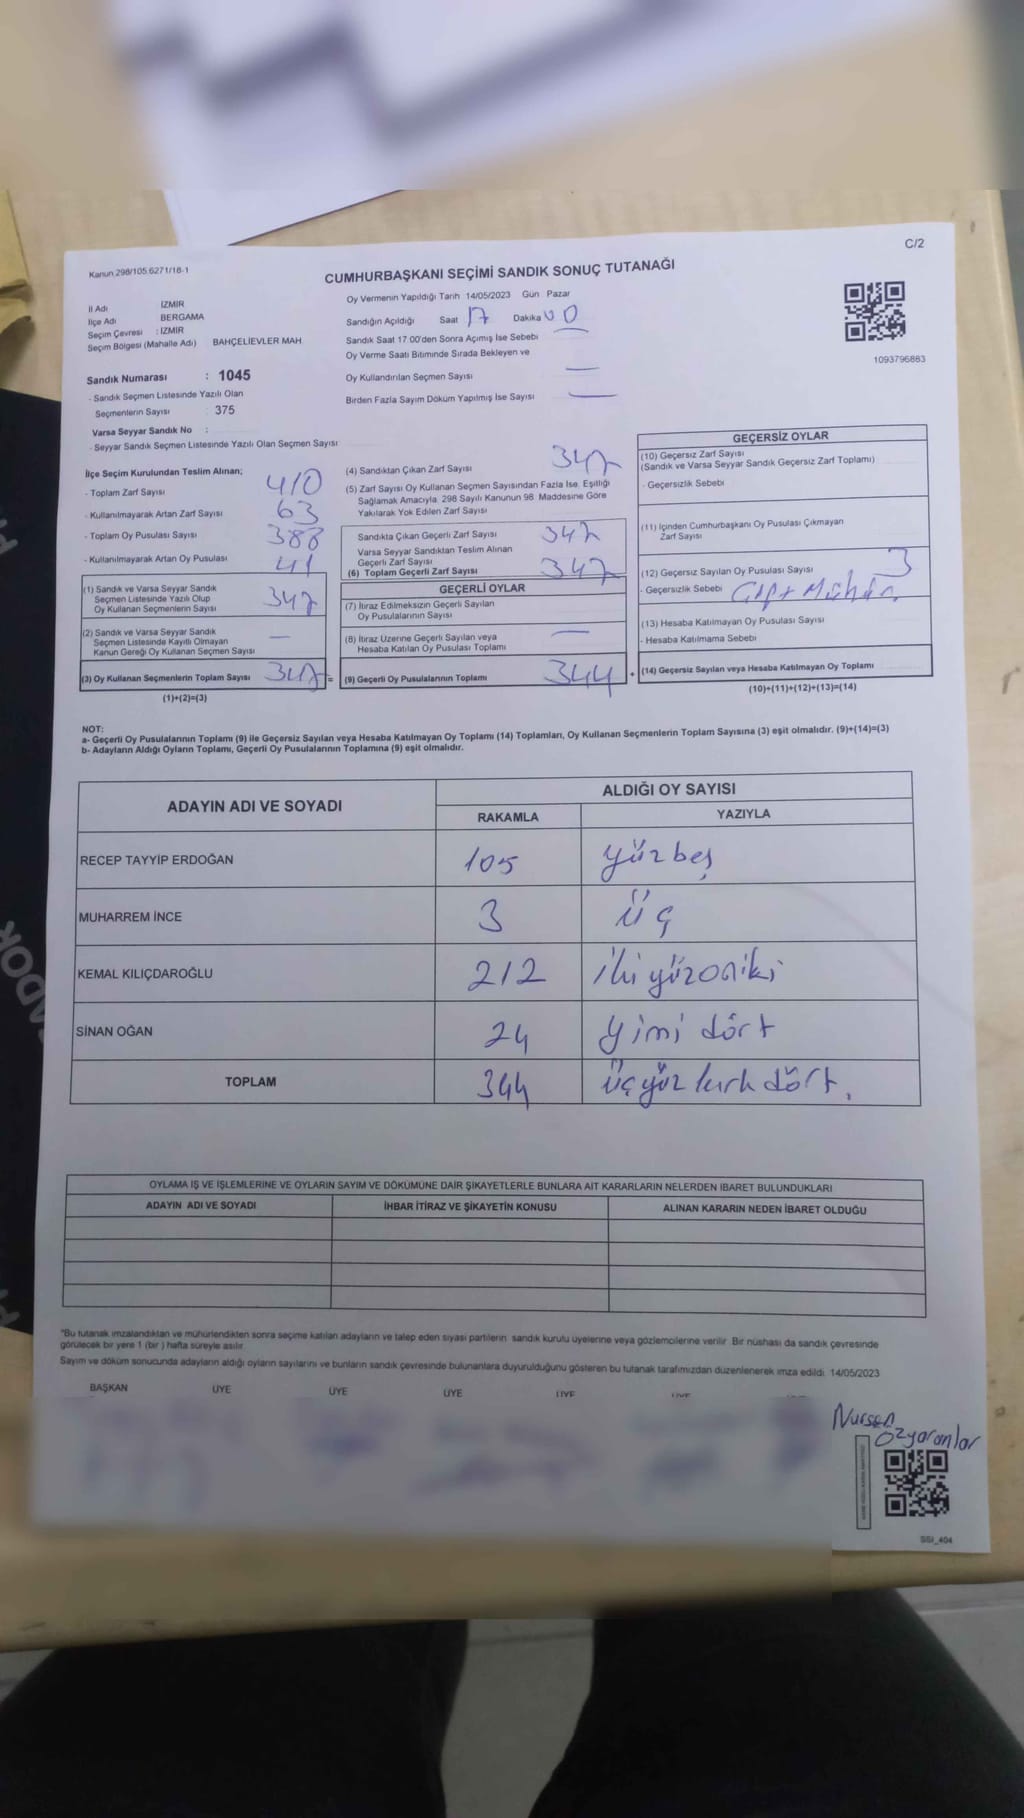 C/2
Kanun 298/105.6271/18-1
CUMHURBAŞKANI SEÇİMİ SANDIK SONUÇ TUTANAĞI
İl Adı İZMİR
İlçe Adı BERGAMA
Seçim Çevresi : İZMİR
Seçim Bölgesi (Mahalle Adı) BAHÇELİEVLER MAH.
Oy Vermenin Yapıldığı Tarih 14/05/2023 Gün Pazar
Sandığın Açıldığı Saat 17 Dakika 00
Sandık Saat 17.00'den Sonra Açımış İse Sebebi
Oy Verme Saati Bitiminde Sırada Bekleyen ve
Oy Kullandırılan Seçmen Sayısı —
Birden Fazla Sayım Döküm Yapılmış İse Sayısı —
1093796863
Sandık Numarası : 1045
- Sandık Seçmen Listesinde Yazılı Olan
Seçmenlerin Sayısı 375
Varsa Seyyar Sandık No :
- Seyyar Sandık Seçmen Listesinde Yazılı Olan Seçmen Sayısı
İlçe Seçim Kurulundan Teslim Alınan;
- Toplam Zarf Sayısı 410
- Kullanılmayarak Artan Zarf Sayısı 63
- Toplam Oy Pusulası Sayısı 388
- Kullanılmayarak Artan Oy Pusulası 41
(1) Sandık ve Varsa Seyyar Sandık
Seçmen Listesinde Yazılı Olup
Oy Kullanan Seçmenlerin Sayısı 347
(2) Sandık ve Varsa Seyyar Sandık
Seçmen Listesinde Kayıtlı Olmayan
Kanun Gereği Oy Kullanan Seçmen Sayısı —
(3) Oy Kullanan Seçmenlerin Toplam Sayısı 347 =
(1)+(2)=(3)
(4) Sandıktan Çıkan Zarf Sayısı 347
(5) Zarf Sayısı Oy Kullanan Seçmen Sayısından Fazla İse, Eşitliği
Sağlamak Amacıyla, 298 Sayılı Kanunun 98. Maddesine Göre
Yakılarak Yok Edilen Zarf Sayısı
Sandıkta Çıkan Geçerli Zarf Sayısı 347
Varsa Seyyar Sandıktan Teslim Alınan
Geçerli Zarf Sayısı
(6) Toplam Geçerli Zarf Sayısı 347
GEÇERLİ OYLAR
(7) İtiraz Edilmeksizin Geçerli Sayılan
Oy Pusulalarının Sayısı
(8) İtiraz Üzerine Geçerli Sayılan veya
Hesaba Katılan Oy Pusulası Toplamı —
(9) Geçerli Oy Pusulalarının Toplamı 344 +
GEÇERSİZ OYLAR
(10) Geçersiz Zarf Sayısı
(Sandık ve Varsa Seyyar Sandık Geçersiz Zarf Toplamı)
- Geçersizlik Sebebi
(11) İçinden Cumhurbaşkanı Oy Pusulası Çıkmayan
Zarf Sayısı
(12) Geçersiz Sayılan Oy Pusulası Sayısı 3
- Geçersizlik Sebebi Çift Mühür.
(13) Hesaba Katılmayan Oy Pusulası Sayısı
- Hesaba Katılmama Sebebi
(14) Geçersiz Sayılan veya Hesaba Katılmayan Oy Toplamı
(10)+(11)+(12)+(13)=(14)
NOT:
a- Geçerli Oy Pusulalarının Toplamı (9) ile Geçersiz Sayılan veya Hesaba Katılmayan Oy Toplamı (14) Toplamları, Oy Kullanan Seçmenlerin Toplam Sayısına (3) eşit olmalıdır. (9)+(14)=(3)
b- Adayların Aldığı Oyların Toplamı, Geçerli Oy Pusulalarının Toplamına (9) eşit olmalıdır.
ADAYIN ADI VE SOYADI ALDIĞI OY SAYISI
RAKAMLA YAZIYLA
RECEP TAYYİP ERDOĞAN 105 yüzbeş
MUHARREM İNCE 3 üç
KEMAL KILIÇDAROĞLU 212 ikiyüzoniki
SİNAN OĞAN 24 yimi dört
TOPLAM 344 üçyüz kırk dört.
OYLAMA İŞ VE İŞLEMLERİNE VE OYLARIN SAYIM VE DÖKÜMÜNE DAİR ŞİKAYETLERLE BUNLARA AİT KARARLARIN NELERDEN İBARET BULUNDUKLARI
ADAYIN ADI VE SOYADI İHBAR İTİRAZ VE ŞİKAYETİN KONUSU ALINAN KARARIN NEDEN İBARET OLDUĞU
*Bu tutanak imzalandıktan ve mühürlendikten sonra seçime katılan adayların ve talep eden siyasi partilerin sandık kurulu üyelerine veya gözlemcilerine verilir. Bir nüshası da sandık çevresinde
görülecek bir yere 1 (bir) hafta süreyle asılır.
Sayım ve döküm sonucunda adayların aldığı oyların sayılarını ve bunların sandık çevresinde bulunanlara duyurulduğunu gösteren bu tutanak tarafımızdan düzenlenerek imza edildi. 14/05/2023
BAŞKAN ÜYE ÜYE ÜYE ÜYE ÜYE
Nursen
Özyaranlar
SSI_404